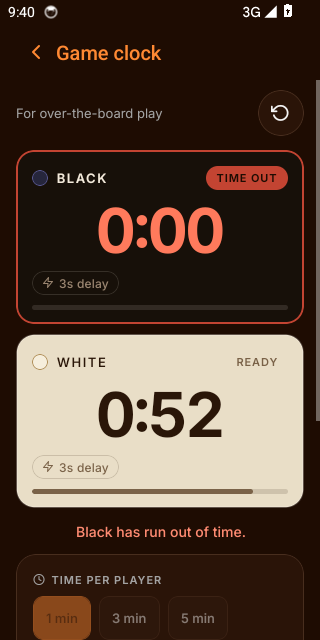 9:40
3G
Game clock
For over-the-board play
BLACK
TIME OUT
0:00
3s delay
WHITE
READY
0:52
3s delay
Black has run out of time.
TIME PER PLAYER
1 min
3 min
5 min